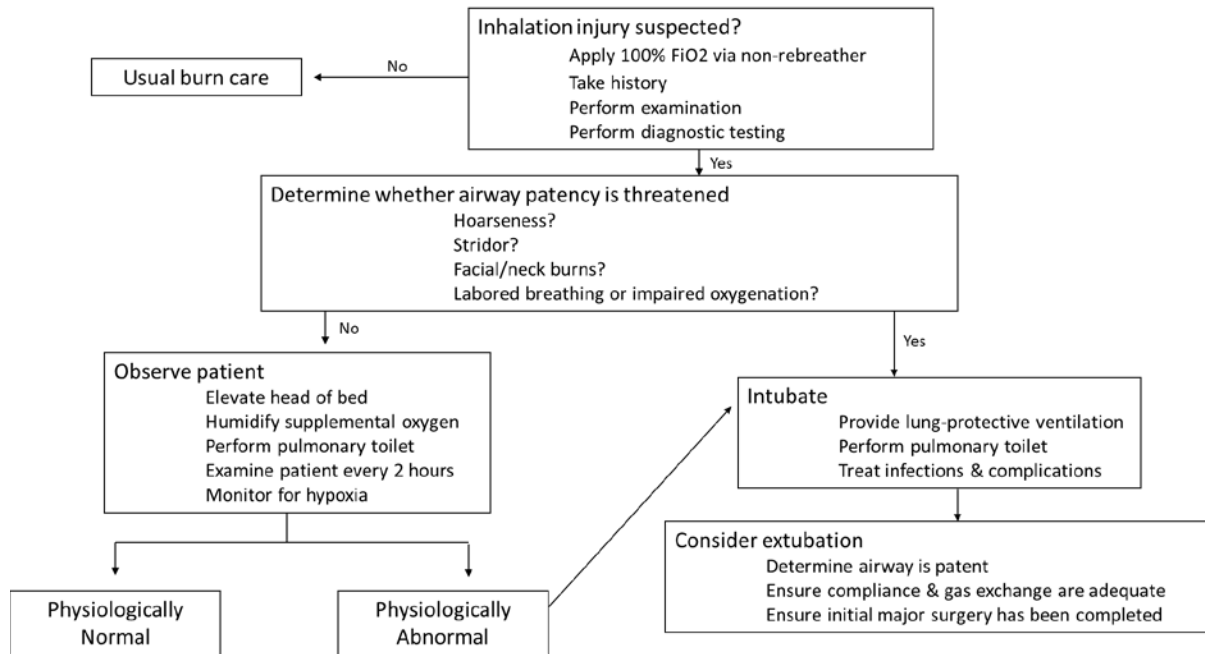 Inhalation injury suspected?
Apply 100% FiO2 via non-rebreather
Take history
Perform examination
Perform diagnostic testing
No
Usual burn care
Yes
Determine whether airway patency is threatened
Hoarseness?
Stridor?
Facial/neck burns?
Labored breathing or impaired oxygenation?
No
Yes
Observe patient
Elevate head of bed
Humidify supplemental oxygen
Perform pulmonary toilet
Examine patient every 2 hours
Monitor for hypoxia
Intubate
Provide lung-protective ventilation
Perform pulmonary toilet
Treat infections & complications
Consider extubation
Determine airway is patent
Ensure compliance & gas exchange are adequate
Ensure initial major surgery has been completed
Physiologically
Normal
Physiologically
Abnormal